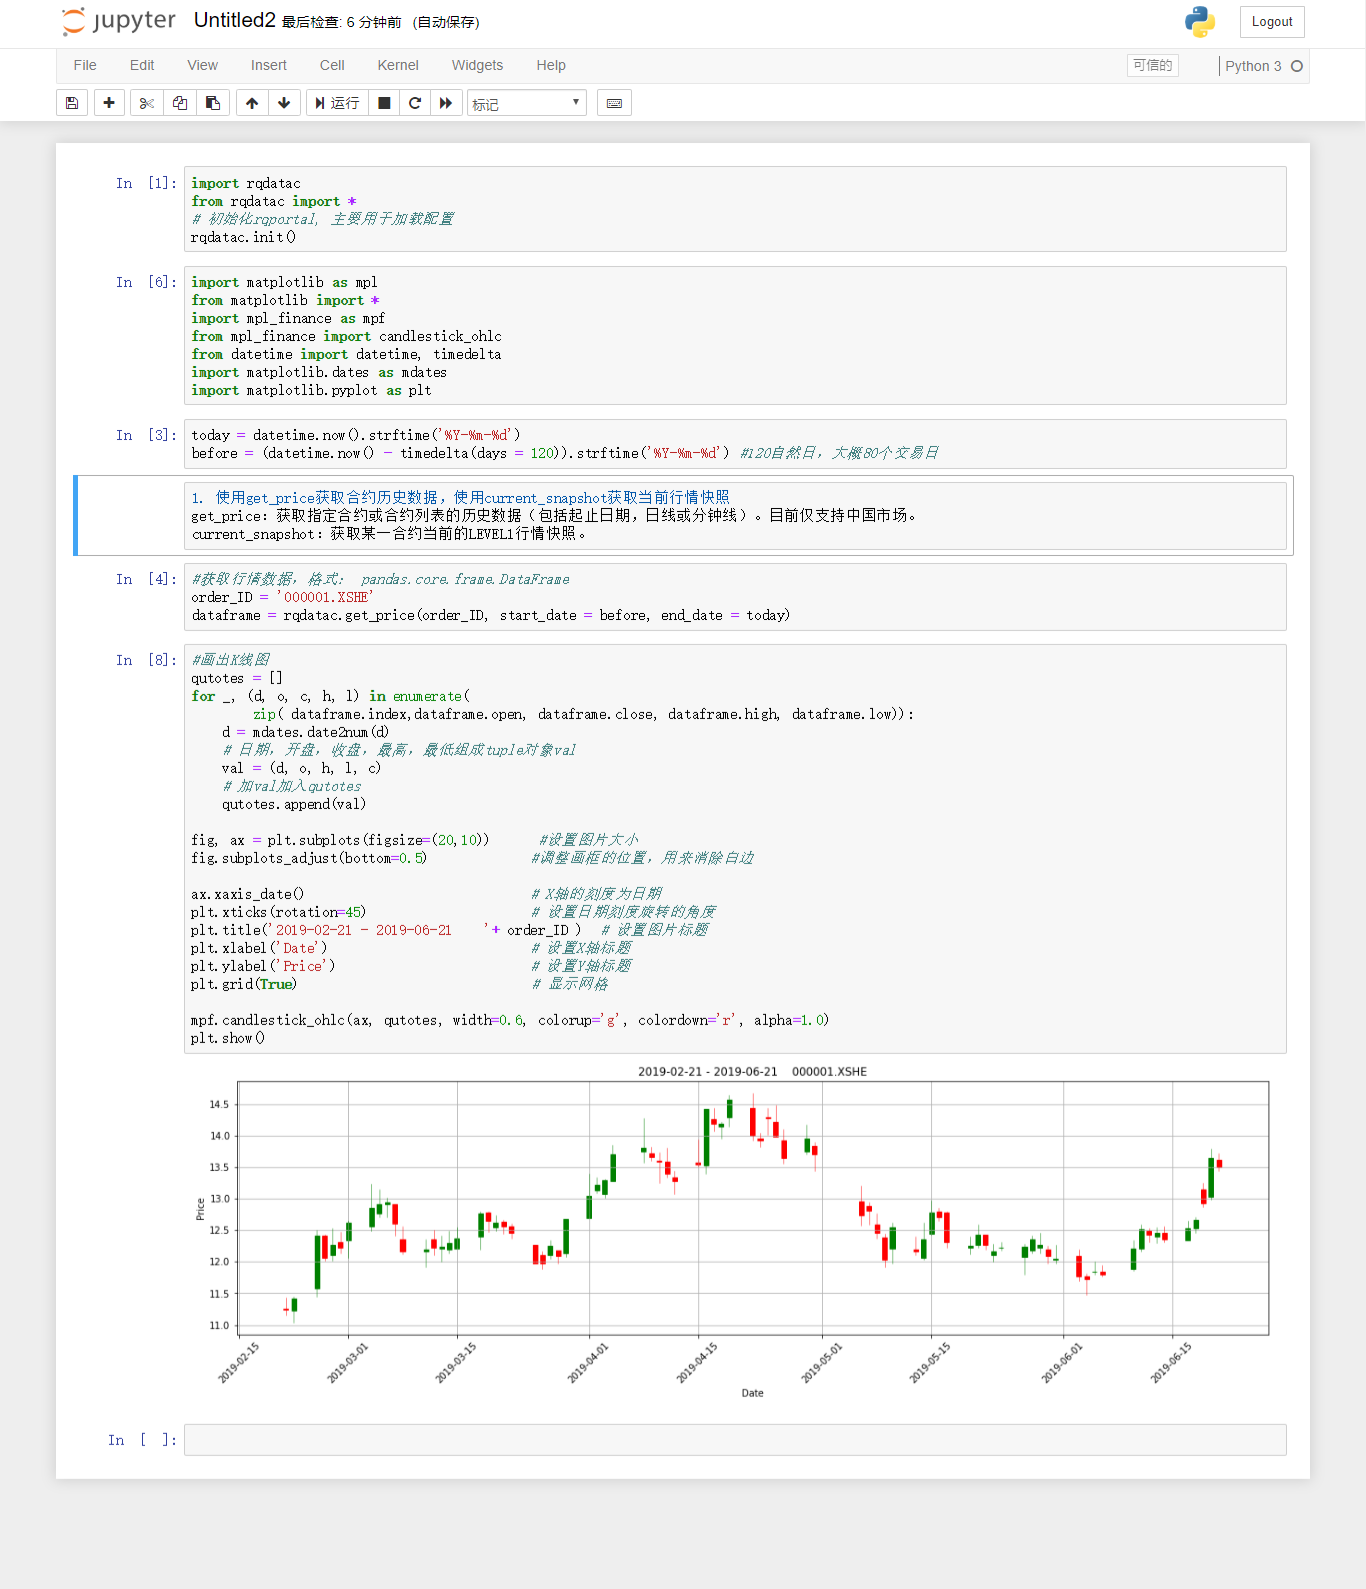 jupyter Untitled2 最后检查: 6 分钟前 (自动保存) Logout
File Edit View Insert Cell Kernel Widgets Help 可信的 Python 3
运行 标记
In [1]: import rqdatac
from rqdatac import *
# 初始化rqportal, 主要用于加载配置
rqdatac.init()
In [6]: import matplotlib as mpl
from matplotlib import *
import mpl_finance as mpf
from mpl_finance import candlestick_ohlc
from datetime import datetime, timedelta
import matplotlib.dates as mdates
import matplotlib.pyplot as plt
In [3]: today = datetime.now().strftime('%Y-%m-%d')
before = (datetime.now() - timedelta(days = 120)).strftime('%Y-%m-%d') #120自然日，大概80个交易日
1. 使用get_price获取合约历史数据，使用current_snapshot获取当前行情快照
get_price：获取指定合约或合约列表的历史数据（包括起止日期，日线或分钟线）。目前仅支持中国市场。
current_snapshot：获取某一合约当前的LEVEL1行情快照。
In [4]: #获取行情数据，格式： pandas.core.frame.DataFrame
order_ID = '000001.XSHE'
dataframe = rqdatac.get_price(order_ID, start_date = before, end_date = today)
In [8]: #画出K线图
qutotes = []
for _, (d, o, c, h, l) in enumerate(
zip( dataframe.index,dataframe.open, dataframe.close, dataframe.high, dataframe.low)):
d = mdates.date2num(d)
# 日期，开盘，收盘，最高，最低组成tuple对象val
val = (d, o, h, l, c)
# 加val加入qutotes
qutotes.append(val)
fig, ax = plt.subplots(figsize=(20,10)) #设置图片大小
fig.subplots_adjust(bottom=0.5) #调整画框的位置，用来消除白边
ax.xaxis_date() # X轴的刻度为日期
plt.xticks(rotation=45) # 设置日期刻度旋转的角度
plt.title('2019-02-21 - 2019-06-21    '+ order_ID ) # 设置图片标题
plt.xlabel('Date') # 设置X轴标题
plt.ylabel('Price') # 设置Y轴标题
plt.grid(True) # 显示网格
mpf.candlestick_ohlc(ax, qutotes, width=0.6, colorup='g', colordown='r', alpha=1.0)
plt.show()
2019-02-21 - 2019-06-21 000001.XSHE
14.5
14.0
13.5
13.0
12.5
12.0
11.5
11.0
Price
2019-02-15 2019-03-01 2019-03-15 2019-04-01 2019-04-15 2019-05-01 2019-05-15 2019-06-01 2019-06-15
Date
In [ ]: